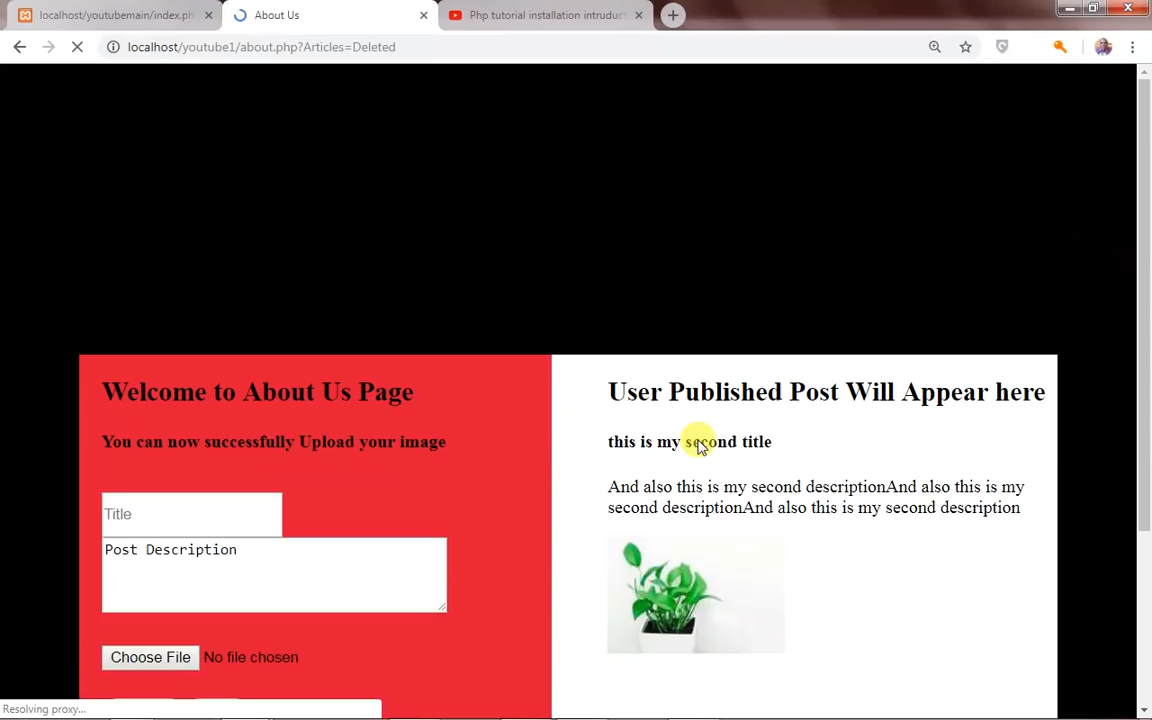 localhost/youtubemain/index.ph
About Us
Php tutorial installation intruduct
localhost/youtube1/about.php?Articles=Deleted
Welcome to About Us Page
You can now successfully Upload your image
Title
Post Description
Choose File No file chosen
User Published Post Will Appear here
this is my second title
And also this is my second descriptionAnd also this is my
second descriptionAnd also this is my second description
Resolving proxy...